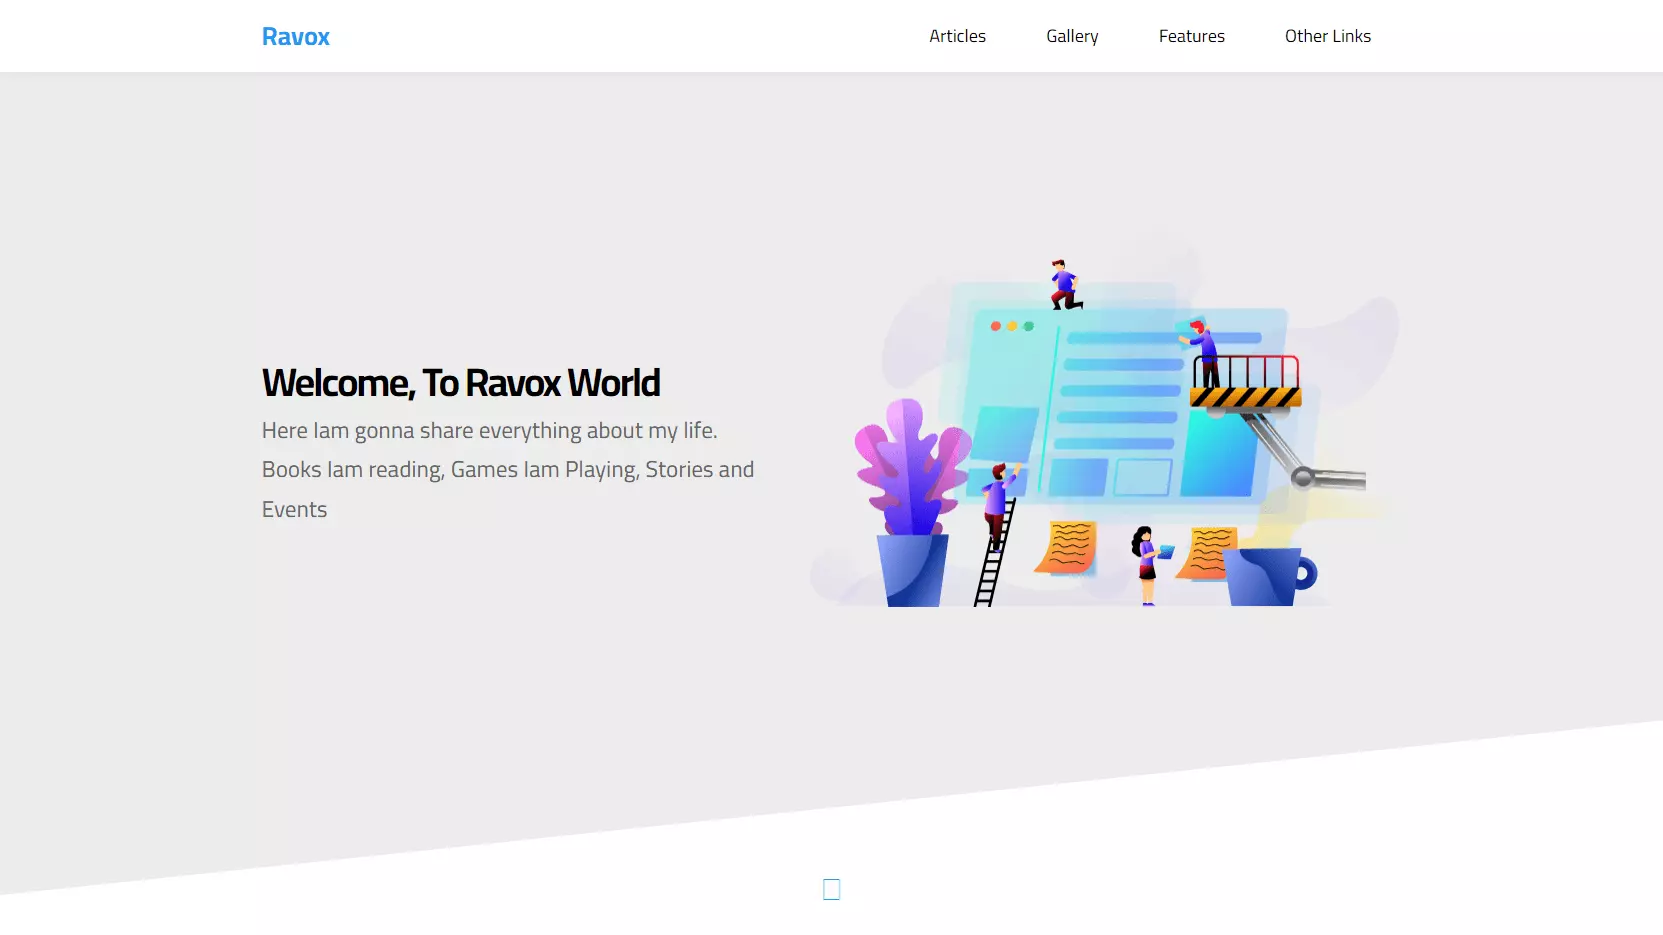 Ravox
Articles
Gallery
Features
Other Links
Welcome, To Ravox World
Here Iam gonna share everything about my life.
Books Iam reading, Games Iam Playing, Stories and
Events